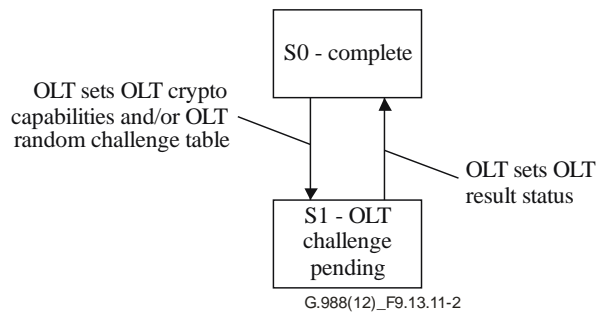 S0 - complete
OLT sets OLT crypto
capabilities and/or OLT
random challenge table
OLT sets OLT
result status
S1 - OLT
challenge
pending
G.988(12)_F9.13.11-2